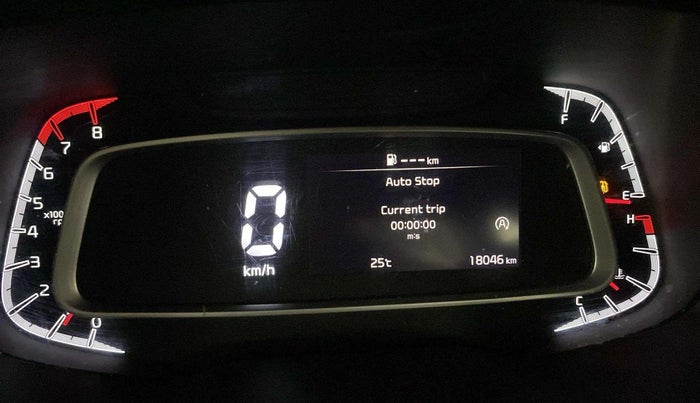 8
7
6
5
4
3
2
0
x100
0
km/h
--- km
Auto Stop
Current trip
00:00:00
m:s
A
25℃
18046 km
F
E
H
C